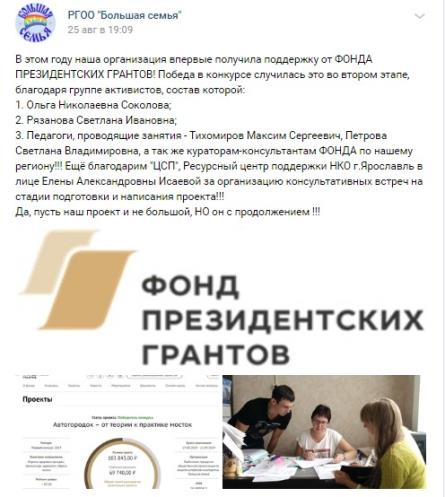 БОЛЬШАЯ
СЕМЬЯ
РГОО "Большая семья"
25 авг в 19:09
В этом году наша организация впервые получила поддержку от ФОНДА
ПРЕЗИДЕНТСКИХ ГРАНТОВ! Победа в конкурсе случилась это во втором этапе,
благодаря группе активистов, состав которой:
1. Ольга Николаевна Соколова;
2. Рязанова Светлана Ивановна;
3. Педагоги, проводящие занятия - Тихомиров Максим Сергеевич, Петрова
Светлана Владимировна, а так же кураторам-консультантам ФОНДА по нашему
региону!!! Ещё благодарим "ЦСП", Ресурсный центр поддержки НКО г.Ярославль в
лице Елены Александровны Исаевой за организацию консультативных встреч на
стадии подготовки и написания проекта!!!
Да, пусть наш проект и не большой, НО он с продолжением !!!
ФОНД
ПРЕЗИДЕНТСКИХ
ГРАНТОВ
Проекты
Автогородок – от теории к практике мосток